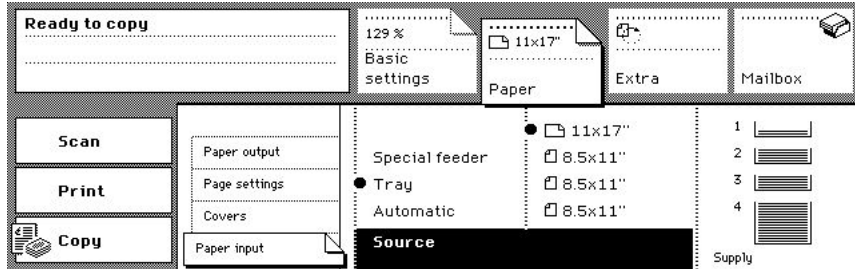 Ready to copy
129 %
Basic
settings
11x17"
Paper
Extra
Mailbox
Scan
Print
Copy
Paper output
Page settings
Covers
Paper input
Special feeder
Tray
Automatic
Source
11x17"
8.5x11"
8.5x11"
8.5x11"
1
2
3
4
Supply